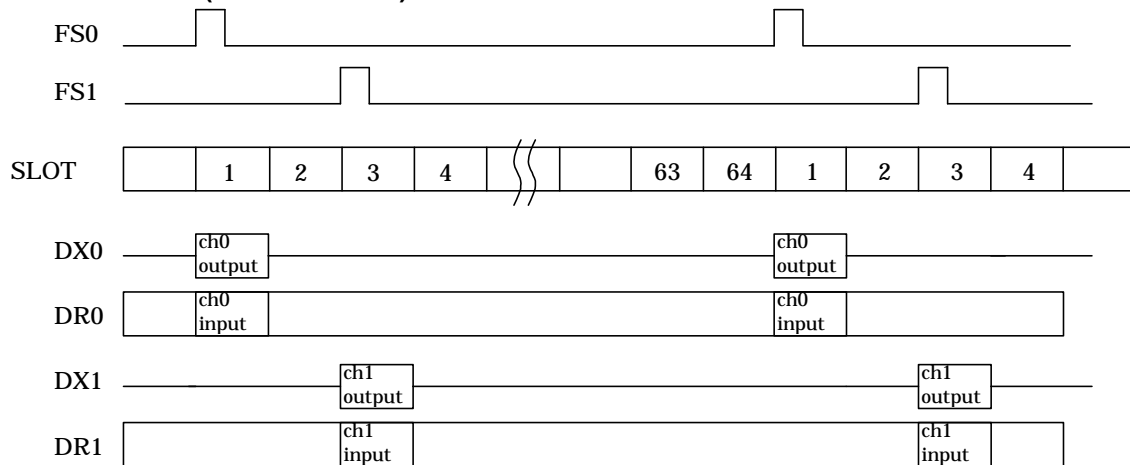 FS0
FS1
SLOT 1 2 3 4 63 64 1 2 3 4
DX0 ch0 output ch0 output
DR0 ch0 input ch0 input
DX1 ch1 output ch1 output
DR1 ch1 input ch1 input